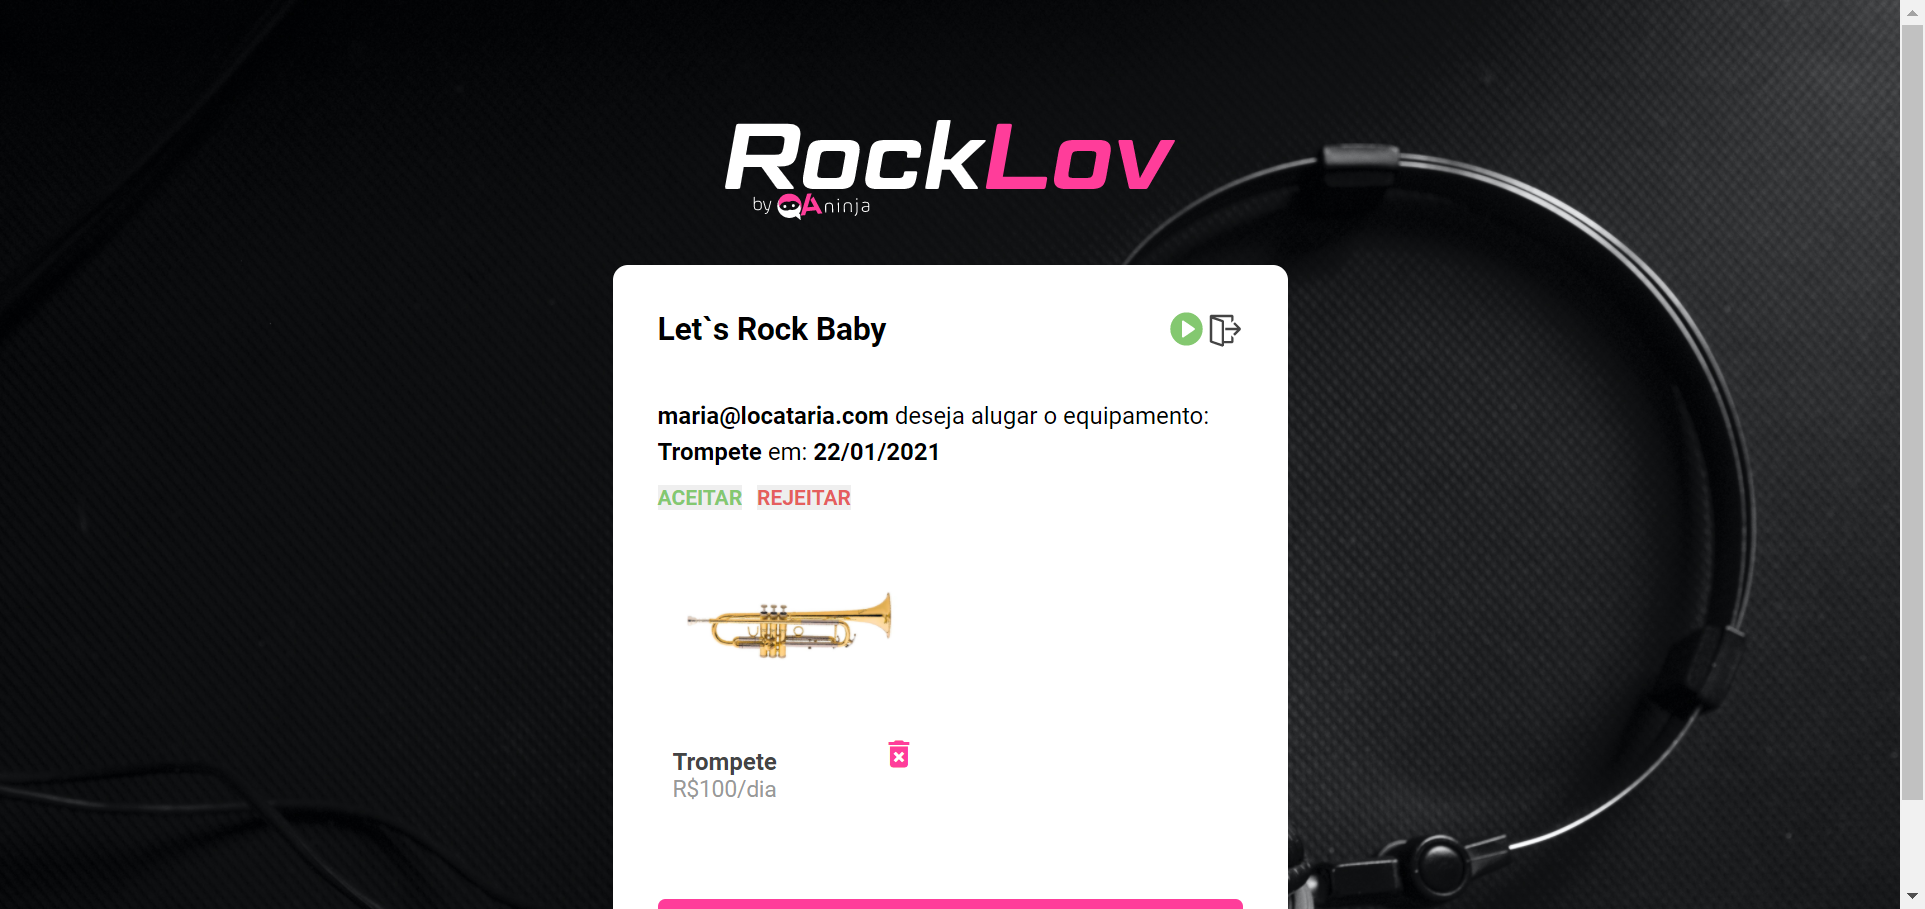 RockLov
by QAninja
Let`s Rock Baby
maria@locataria.com deseja alugar o equipamento:
Trompete em: 22/01/2021
ACEITAR REJEITAR
Trompete
R$100/dia